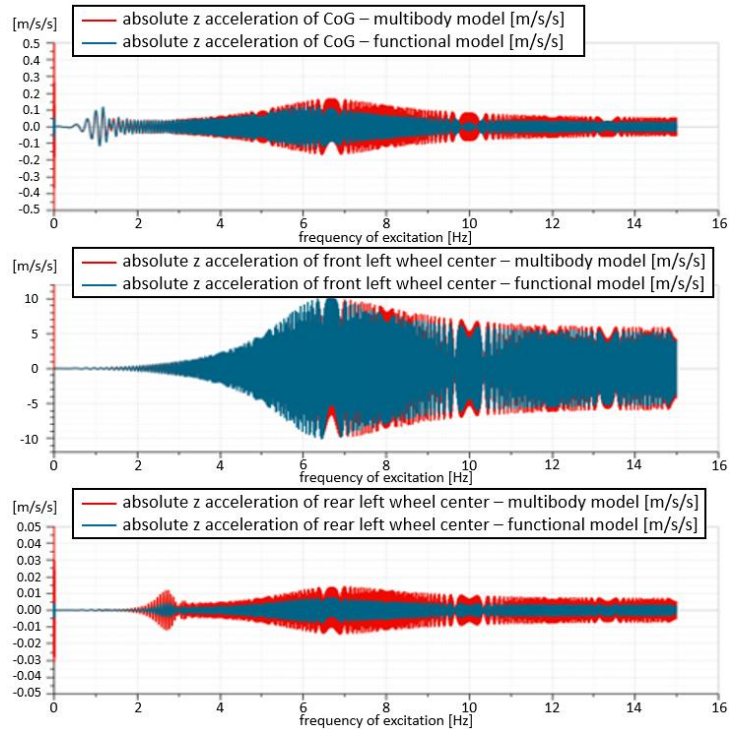 [m/s/s]
absolute z acceleration of CoG – multibody model [m/s/s]
absolute z acceleration of CoG – functional model [m/s/s]
0.5
0.4
0.3
0.2
0.1
0.0
-0.1
-0.2
-0.3
-0.4
-0.5
0 2 4 6 8 10 12 14 16
frequency of excitation [Hz]
[m/s/s]
absolute z acceleration of front left wheel center – multibody model [m/s/s]
absolute z acceleration of front left wheel center – functional model [m/s/s]
10
5
0
-5
-10
0 2 4 6 8 10 12 14 16
frequency of excitation [Hz]
[m/s/s]
absolute z acceleration of rear left wheel center – multibody model [m/s/s]
absolute z acceleration of rear left wheel center – functional model [m/s/s]
0.05
0.04
0.03
0.02
0.01
0.00
-0.01
-0.02
-0.03
-0.04
-0.05
0 2 4 6 8 10 12 14 16
frequency of excitation [Hz]